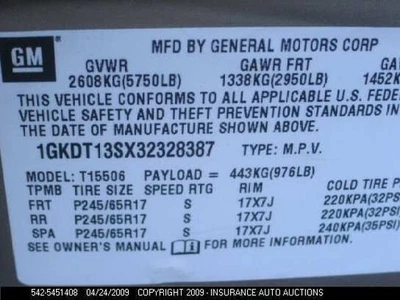 GM
MFD BY GENERAL MOTORS CORP
GVWR GAWR FRT GA
2608KG(5750LB) 1338KG(2950LB) 1452K
THIS VEHICLE CONFORMS TO ALL APPLICABLE U.S. FEDE
VEHICLE SAFETY AND THEFT PREVENTION STANDARDS IN
THE DATE OF MANUFACTURE SHOWN ABOVE.
1GKDT13SX32328387 TYPE: M.P.V.
MODEL: T15506 PAYLOAD = 443KG(976LB)
TPMB TIRE SIZE SPEED RTG RIM COLD TIRE P
FRT P245/65R17 S 17X7J 220KPA(32PSI)
RR P245/65R17 S 17X7J 220KPA(32PSI
SPA P245/65R17 S 17X7J 240KPA(35PSI)
SEE OWNER'S MANUAL FOR MORE INFORMATION.
542-5451408 04/24/2009 COPYRIGHT 2009 - INSURANCE AUTO AUCTIONS